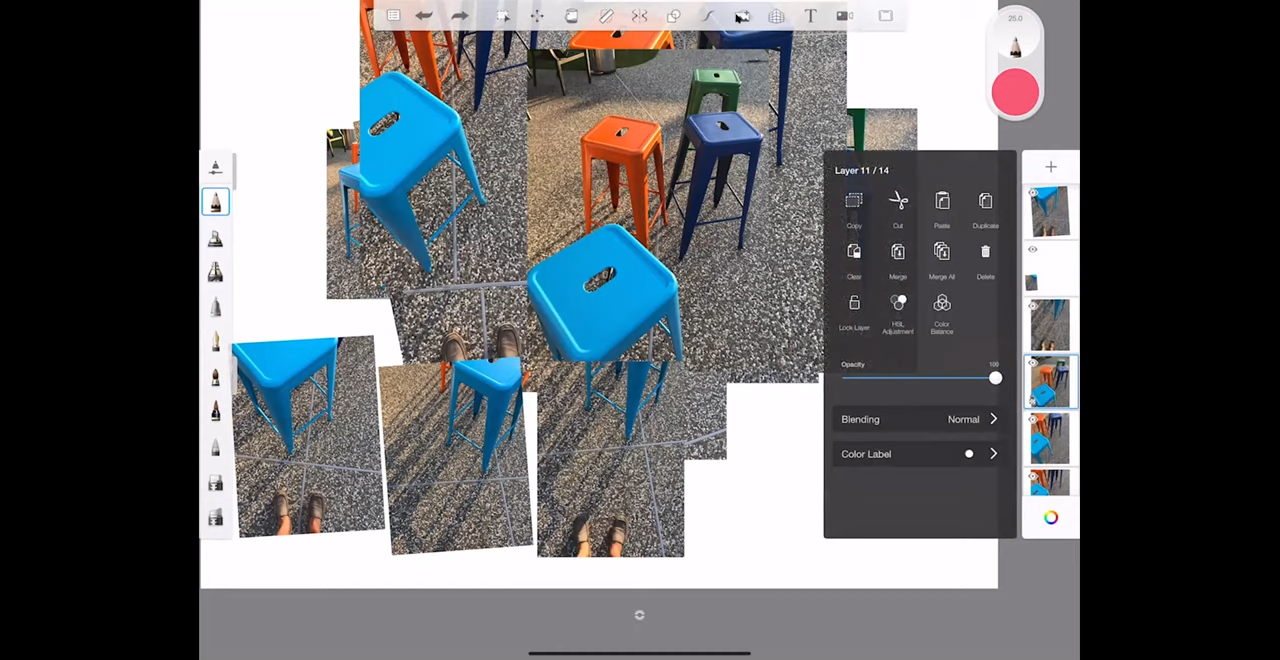 T
25.0
Layer 11 / 14
Copy Cut Paste Duplicate
Clear Merge Merge All Delete
Lock Layer HSL Adjustment Color Balance
Opacity 100
Blending Normal
Color Label